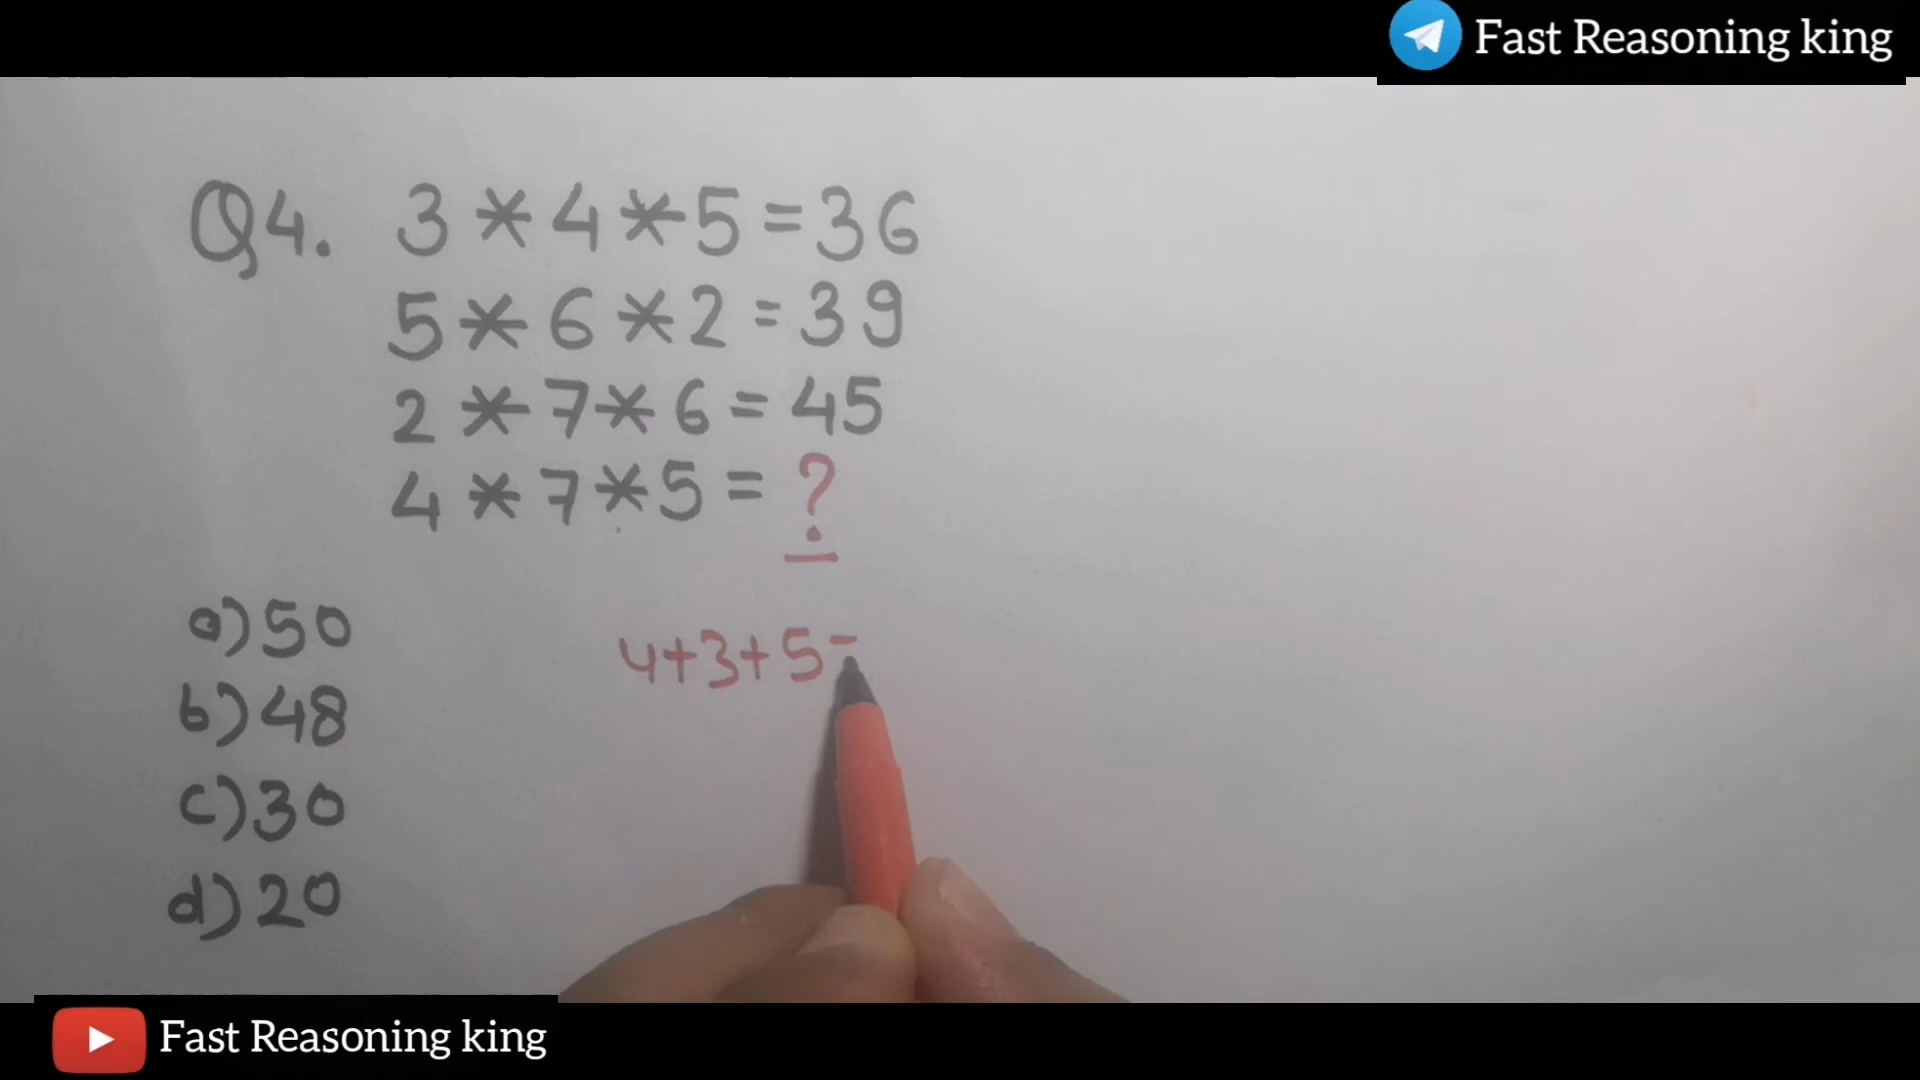 Fast Reasoning king
Q4. 3 * 4 * 5 = 36
5 * 6 * 2 = 39
2 * 7 * 6 = 45
4 * 7 * 5 = ?
a) 50
4+3+5=
b) 48
c) 30
d) 20
Fast Reasoning king